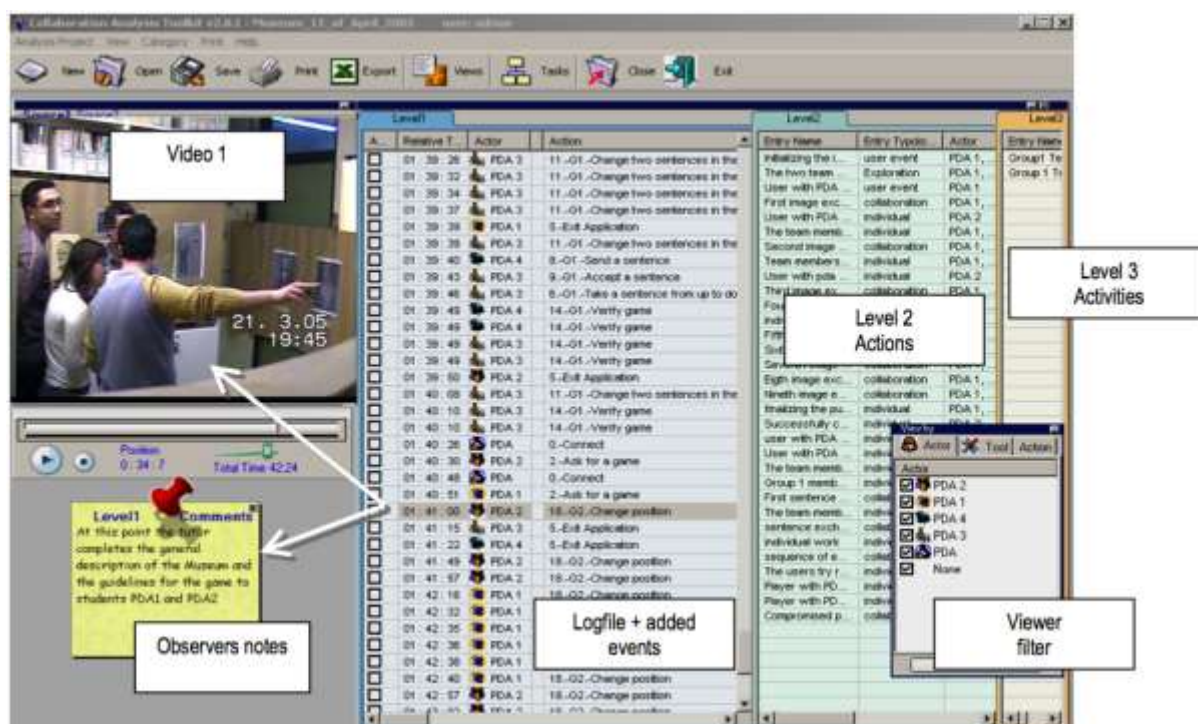 Collaboration Analysis Toolkit v2.0.1 - Museum_11_of_April_2005 user: admin
Analysis Project View Category Print Help
New Open Save Print Export Views Tasks Close Exit
Video 1
21. 3.05
19:45
Position
0 : 34 : 7
Total Time 42:24
Level1 Comments
At this point the tutor
completes the general
description of the Museum and
the guidelines for the game to
students PDA1 and PDA2
Observers notes
Level1
A... Relative T... Actor Action
01 : 39 : 26 PDA 3 11.-G1.-Change two sentences in the
01 : 39 : 32 PDA 3 11.-G1.-Change two sentences in the
01 : 39 : 34 PDA 3 11.-G1.-Change two sentences in the
01 : 39 : 37 PDA 3 11.-G1.-Change two sentences in the
01 : 39 : 39 PDA 1 5.-Exit Application
01 : 39 : 39 PDA 3 11.-G1.-Change two sentences in the
01 : 39 : 40 PDA 4 8.-G1.-Send a sentence
01 : 39 : 43 PDA 3 9.-G1.-Accept a sentence
01 : 39 : 46 PDA 3 6.-G1.-Take a sentence from up to do
01 : 39 : 49 PDA 4 14.-G1.-Verify game
01 : 39 : 49 PDA 4 14.-G1.-Verify game
01 : 39 : 49 PDA 3 14.-G1.-Verify game
01 : 39 : 49 PDA 3 14.-G1.-Verify game
01 : 39 : 50 PDA 2 5.-Exit Application
01 : 40 : 08 PDA 3 11.-G1.-Change two sentences in the
01 : 40 : 10 PDA 3 14.-G1.-Verify game
01 : 40 : 10 PDA 3 14.-G1.-Verify game
01 : 40 : 26 PDA 0.-Connect
01 : 40 : 30 PDA 2 2.-Ask for a game
01 : 40 : 48 PDA 0.-Connect
01 : 40 : 51 PDA 1 2.-Ask for a game
01 : 41 : 00 PDA 2 18.-G2.-Change position
01 : 41 : 15 PDA 3 5.-Exit Application
01 : 41 : 22 PDA 4 5.-Exit Application
01 : 41 : 49 PDA 2 18.-G2.-Change position
01 : 41 : 57 PDA 2 18.-G2.-Change position
01 : 42 : 16 PDA 1 18.-G2.-Change position
01 : 42 : 32 PDA 1
01 : 42 : 35 PDA 1
01 : 42 : 36 PDA 1
01 : 42 : 36 PDA 1
01 : 42 : 40 PDA 1 18.-G2.-Change position
01 : 42 : 57 PDA 2 18.-G2.-Change position
Logfile + added
events
Level2
Entry Name Entry Typolo... Actor
Initializing the i... user event PDA 1,
The two team ... Exploration PDA 1,
User with PDA ... user event PDA 1
First image exc... collaboration PDA 1,
User with PDA ... individual PDA 2
The team memb... individual PDA 1,
Second image ... collaboration PDA 1,
Team members ... individual PDA 1,
User with pda ... individual PDA 2
Third image ex... collaboration PDA 1,
Level 2
Actions
Eigth image exc... collaboration PDA 1,
Nineth image e... collaboration PDA 1,
finalizing the pu... individual PDA 1,
Successfully c...
user with PDA ...
User with PDA ...
The team memb...
Group 1 memb...
First sentence ...
The team memb...
sentence exch...
individual work
sequence of e...
The users try r...
Player with PD...
Player with PD...
Compromised p...
Level3
Entry Name
Group1 Te
Group 1 Te
Level 3
Activities
Viewby
Actor Tool Action
Actor
PDA 2
PDA 1
PDA 4
PDA 3
PDA
None
Viewer
filter